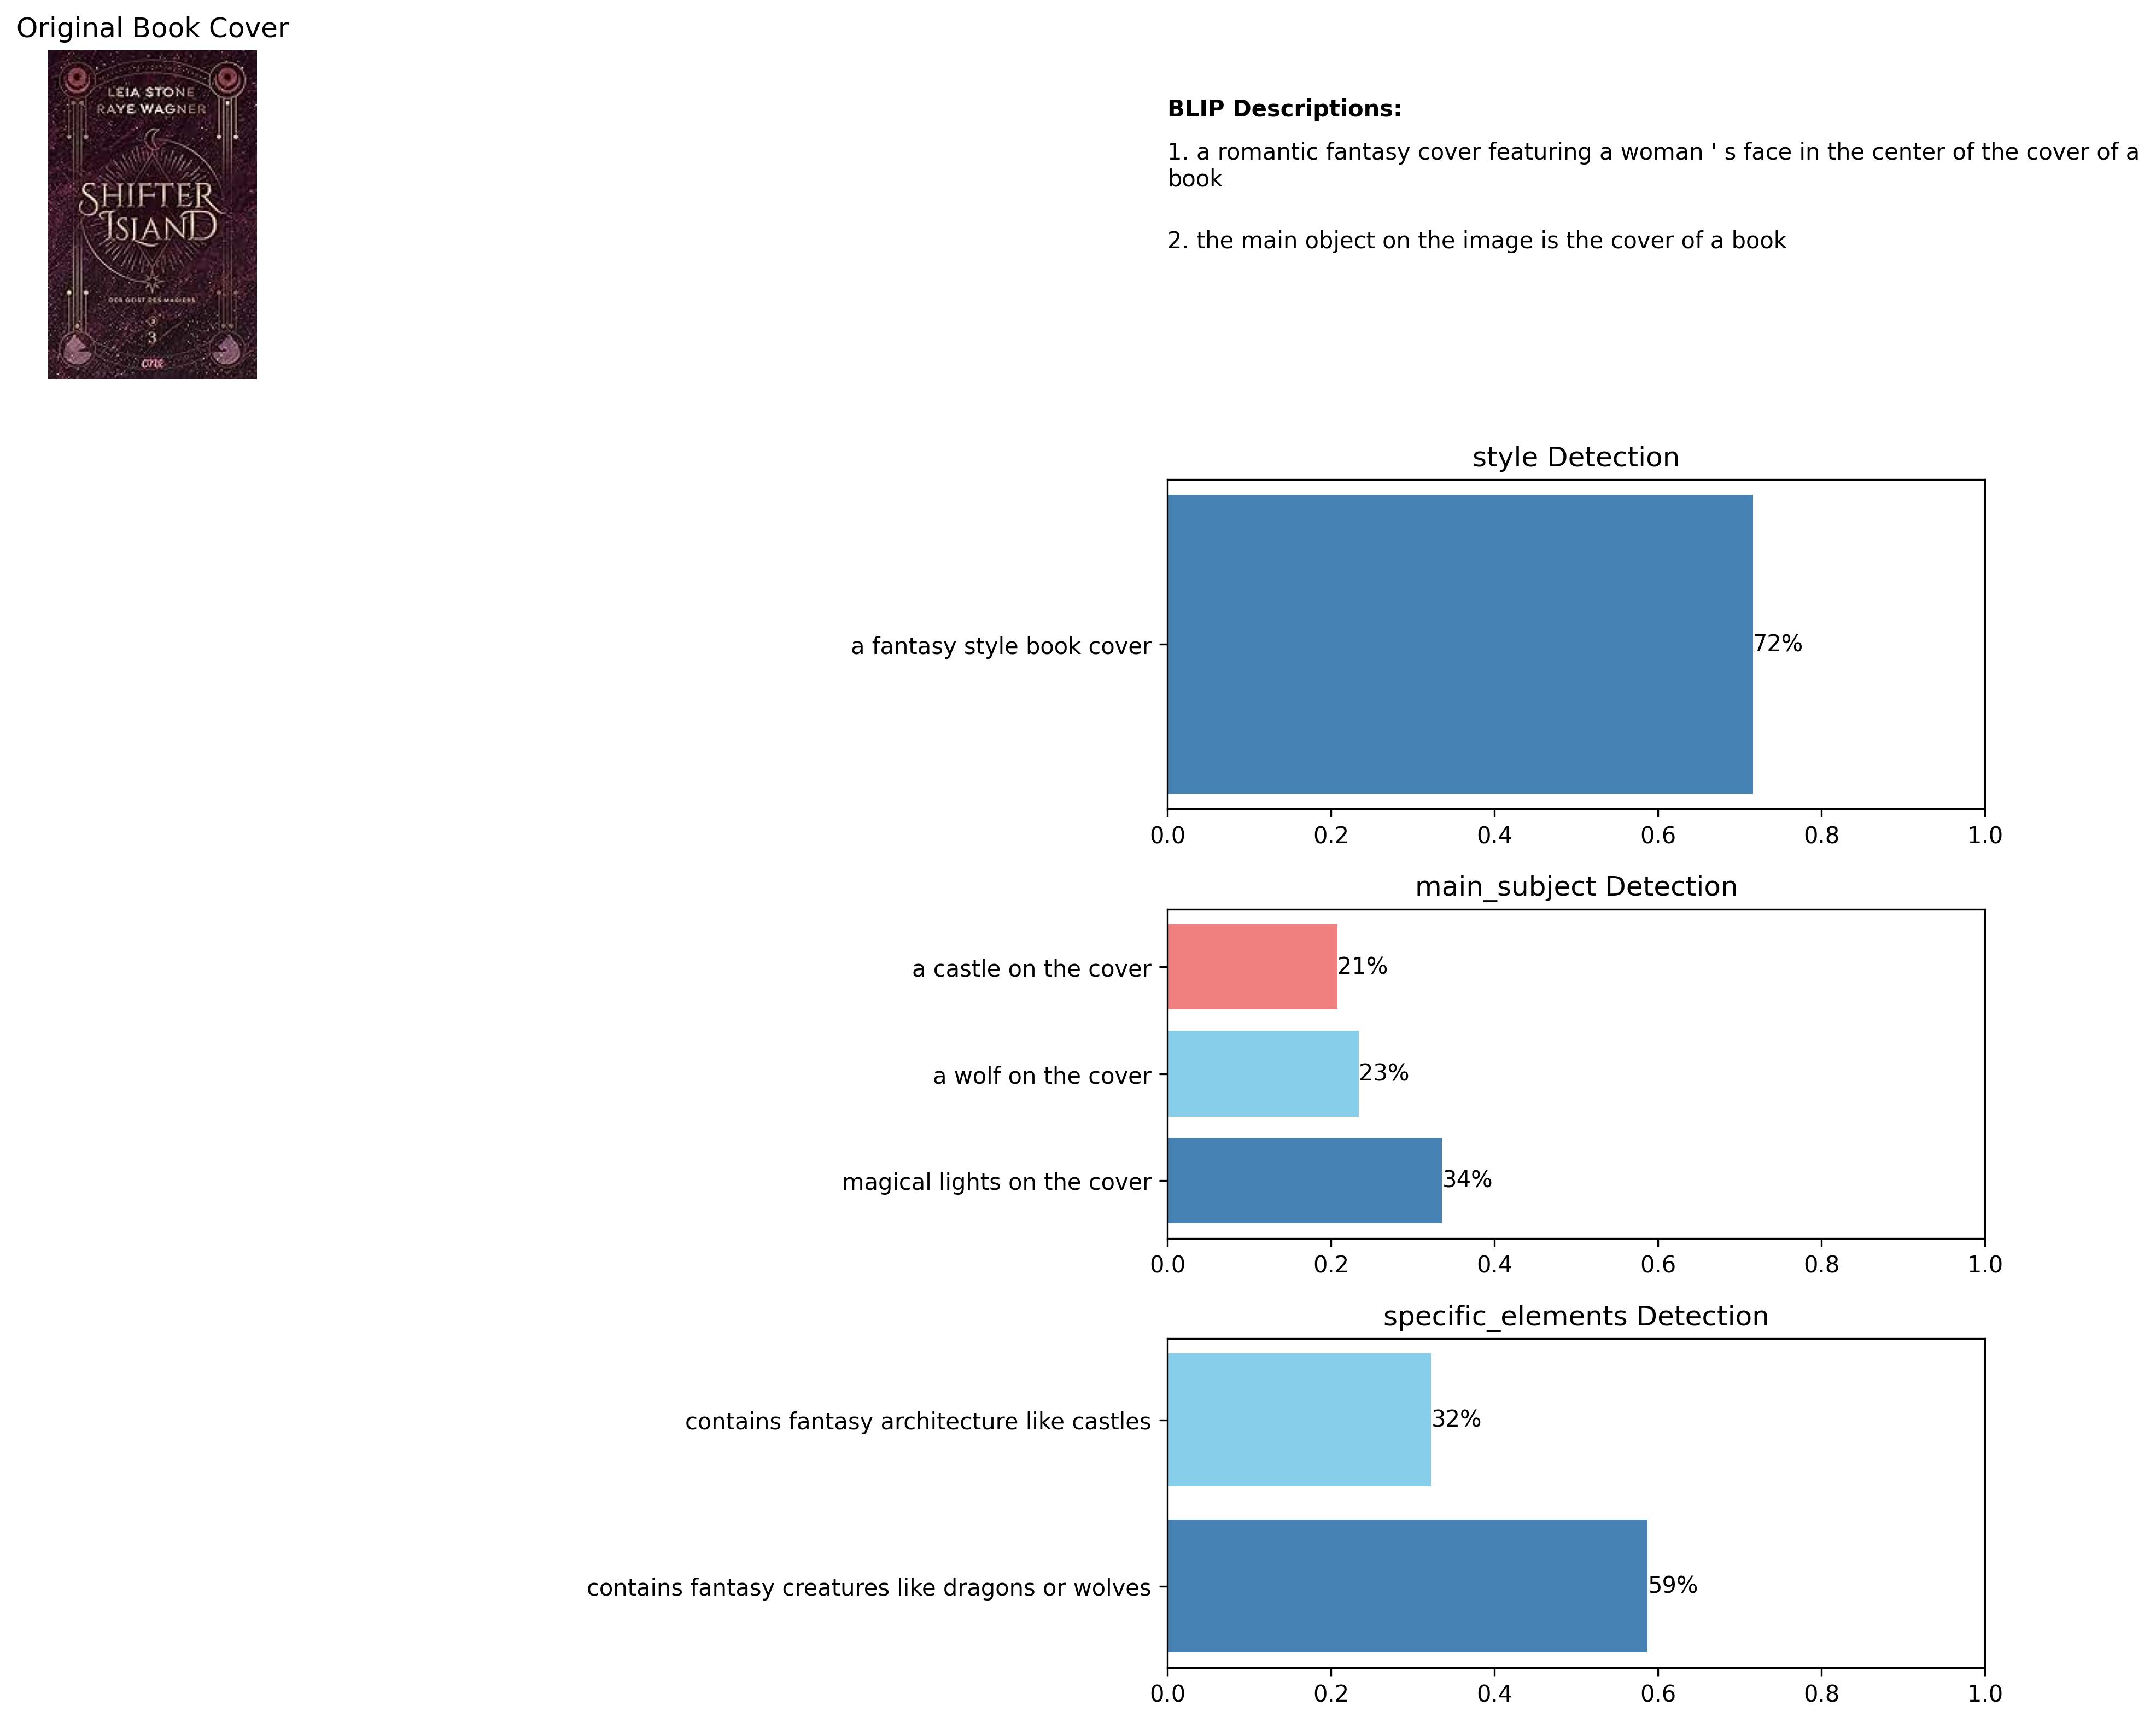 Original Book Cover
LEIA STONE
RAYE WAGNER
SHIFTER
ISLAND
DER GEIST DES MAGIERS
3
one
BLIP Descriptions:
1. a romantic fantasy cover featuring a woman ' s face in the center of the cover of a
book
2. the main object on the image is the cover of a book
style Detection
a fantasy style book cover
72%
0.0 0.2 0.4 0.6 0.8 1.0
main_subject Detection
a castle on the cover
21%
a wolf on the cover
23%
magical lights on the cover
34%
0.0 0.2 0.4 0.6 0.8 1.0
specific_elements Detection
contains fantasy architecture like castles
32%
contains fantasy creatures like dragons or wolves
59%
0.0 0.2 0.4 0.6 0.8 1.0